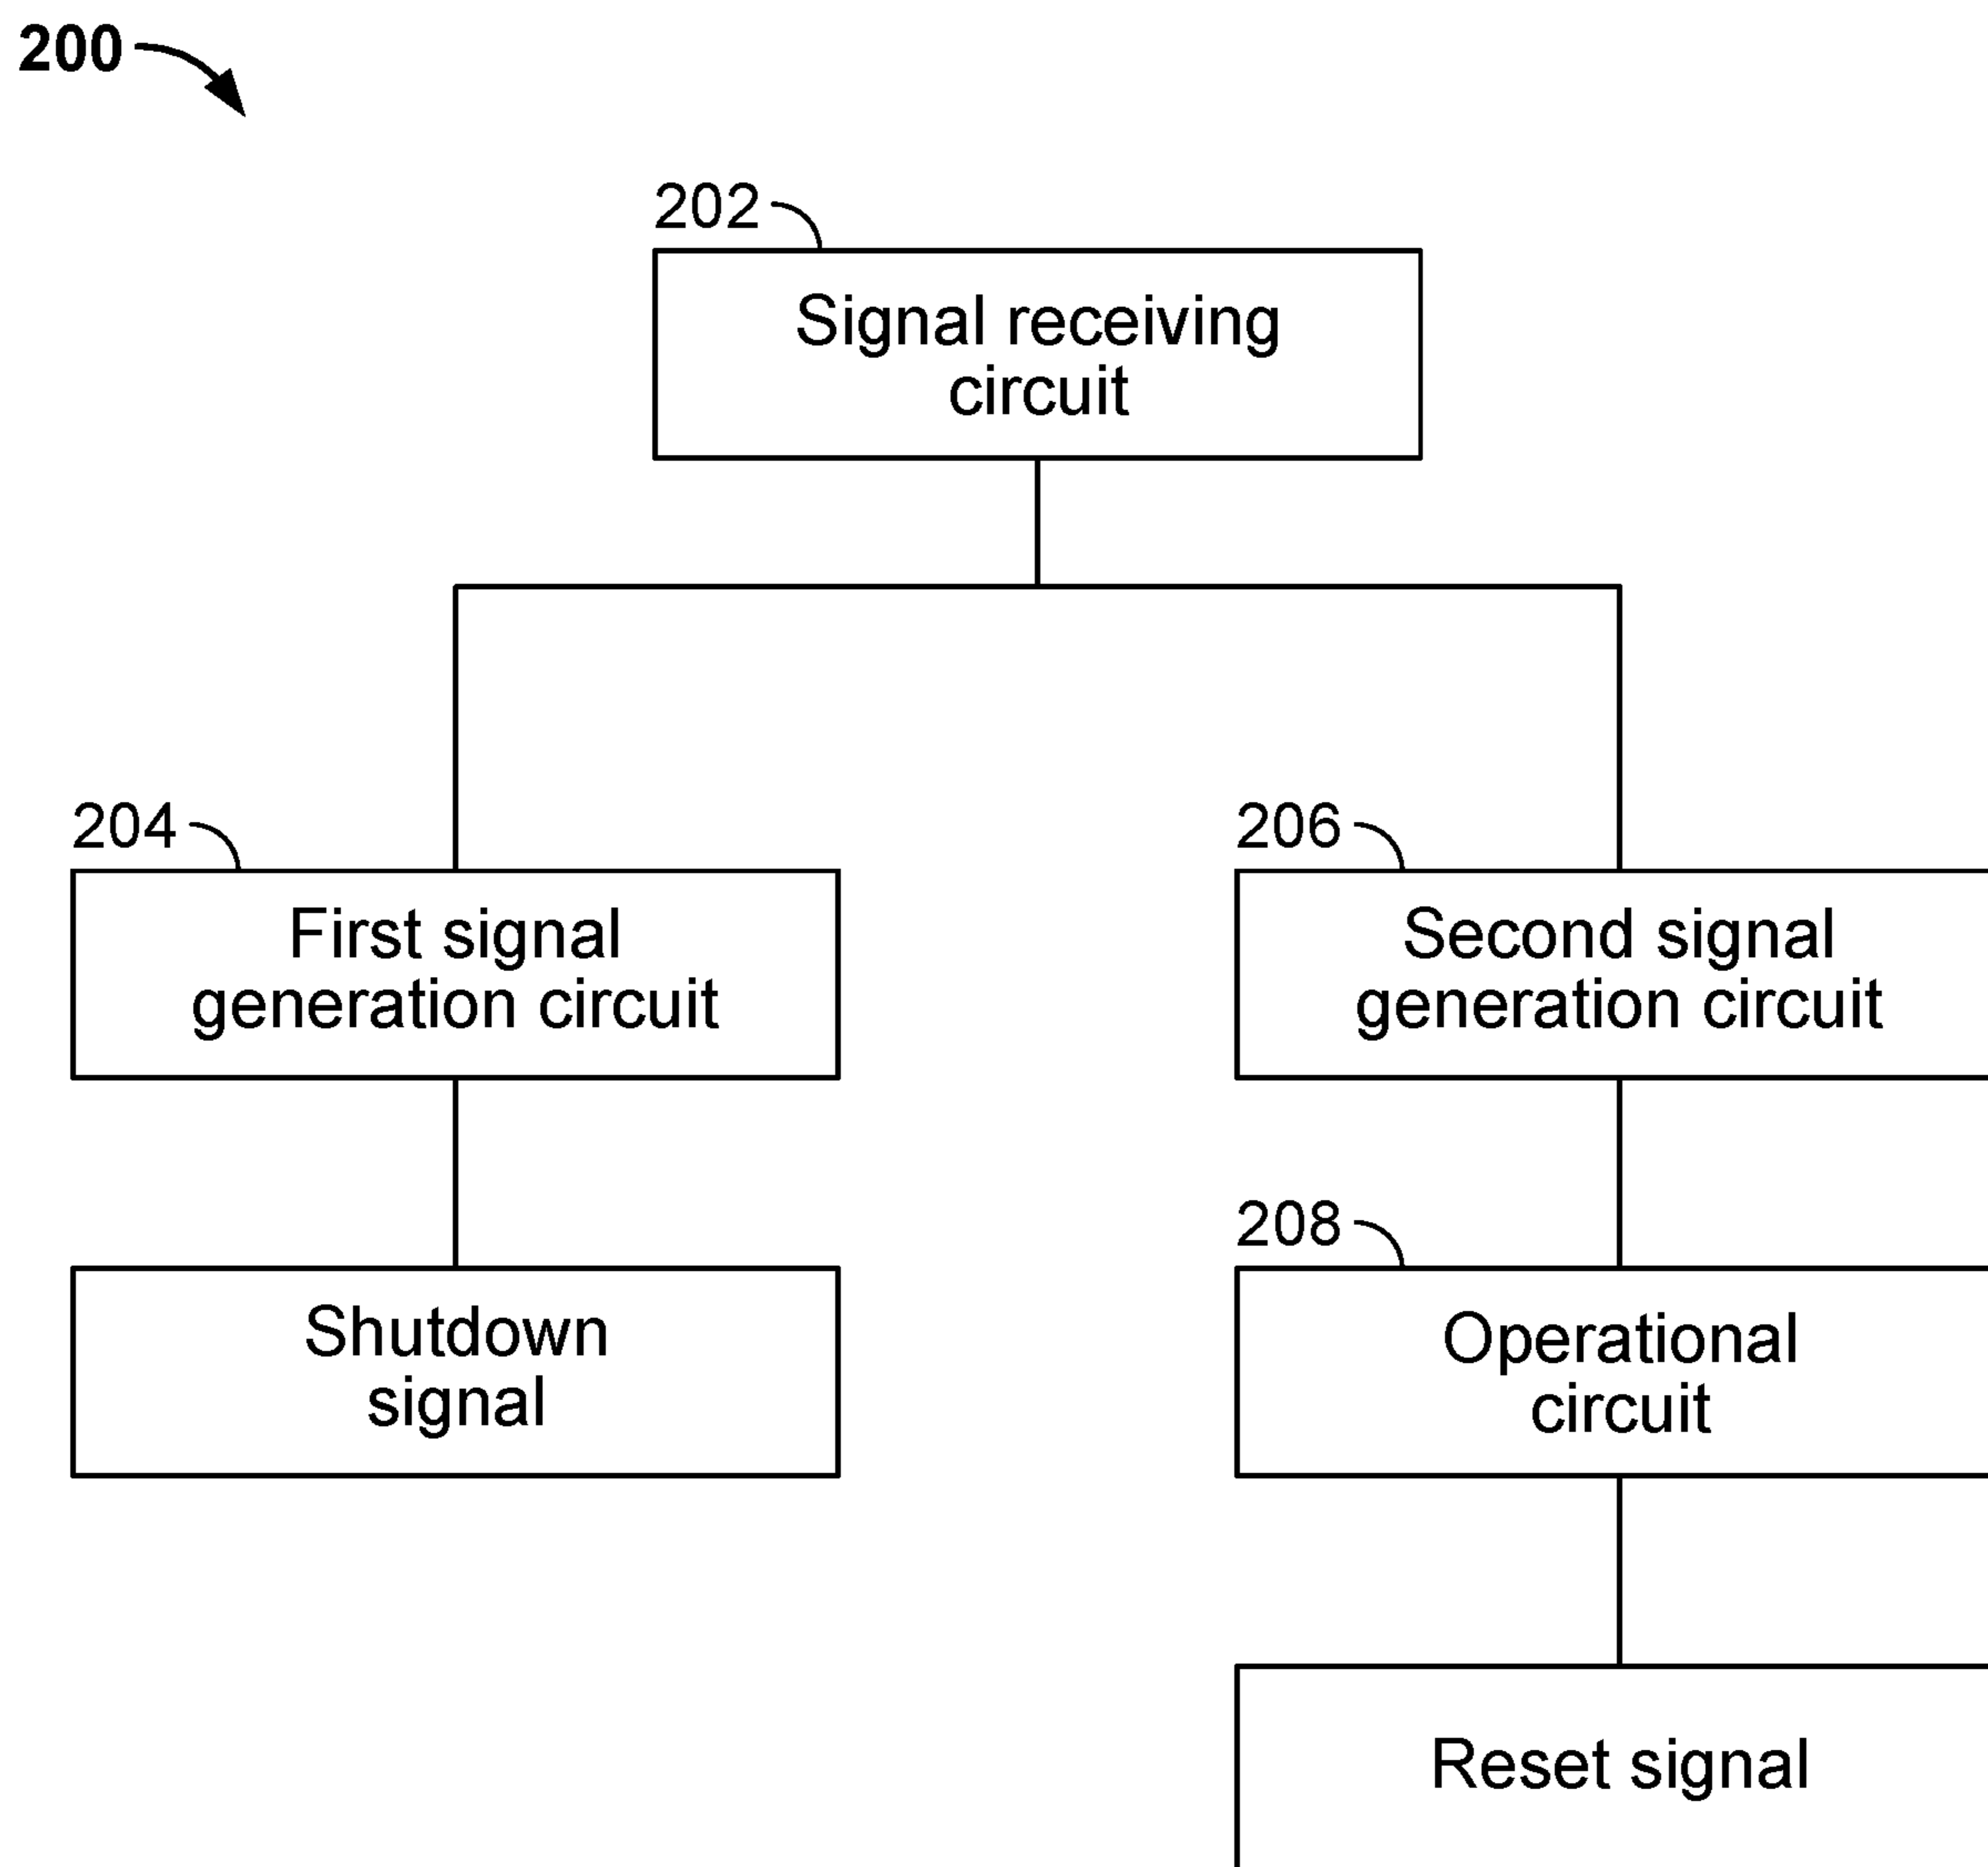 200
202
Signal receiving
circuit
204
First signal
generation circuit
206
Second signal
generation circuit
Shutdown
signal
208
Operational
circuit
Reset signal